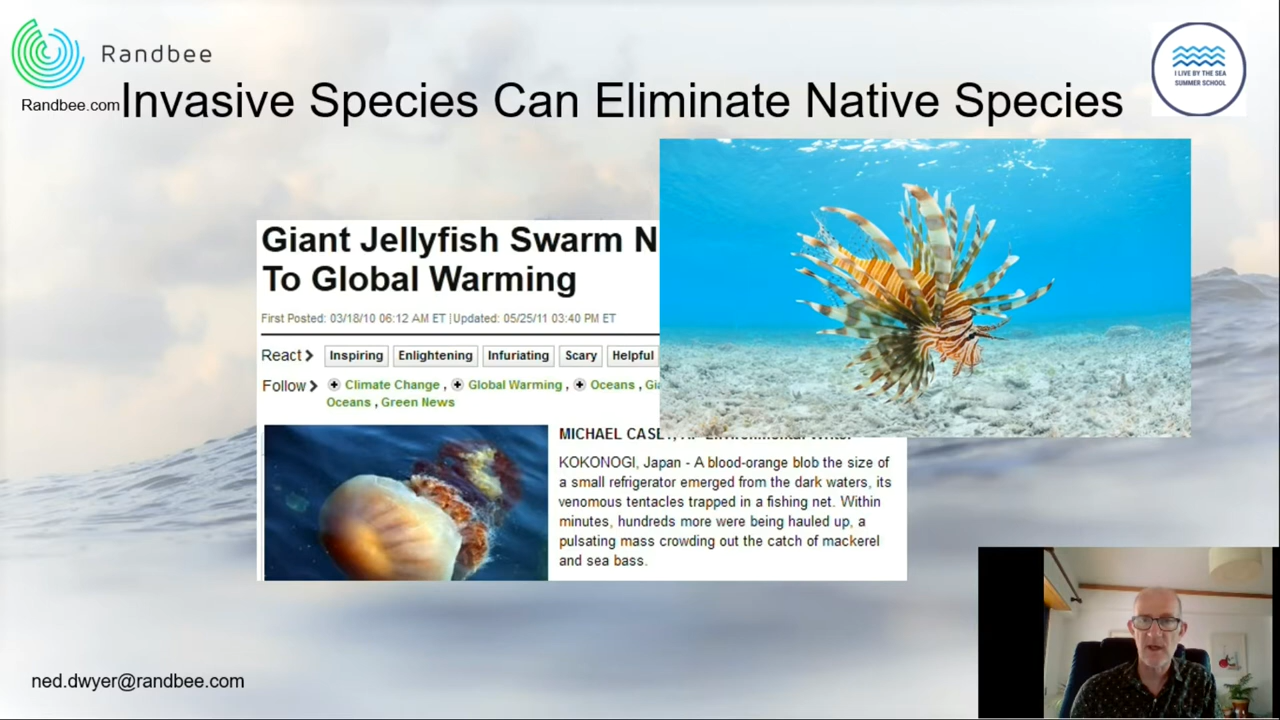 Randbee
Randbee.com
Invasive Species Can Eliminate Native Species
I LIVE BY THE SEA
SUMMER SCHOOL
Giant Jellyfish Swarm N
To Global Warming
First Posted: 03/18/10 06:12 AM ET | Updated: 05/25/11 03:40 PM ET
React Inspiring Enlightening Infuriating Scary Helpful
Follow Climate Change , Global Warming , Oceans , Gia
Oceans , Green News
MICHAEL CASEY,
KOKONOGI, Japan - A blood-orange blob the size of
a small refrigerator emerged from the dark waters, its
venomous tentacles trapped in a fishing net. Within
minutes, hundreds more were being hauled up, a
pulsating mass crowding out the catch of mackerel
and sea bass.
ned.dwyer@randbee.com